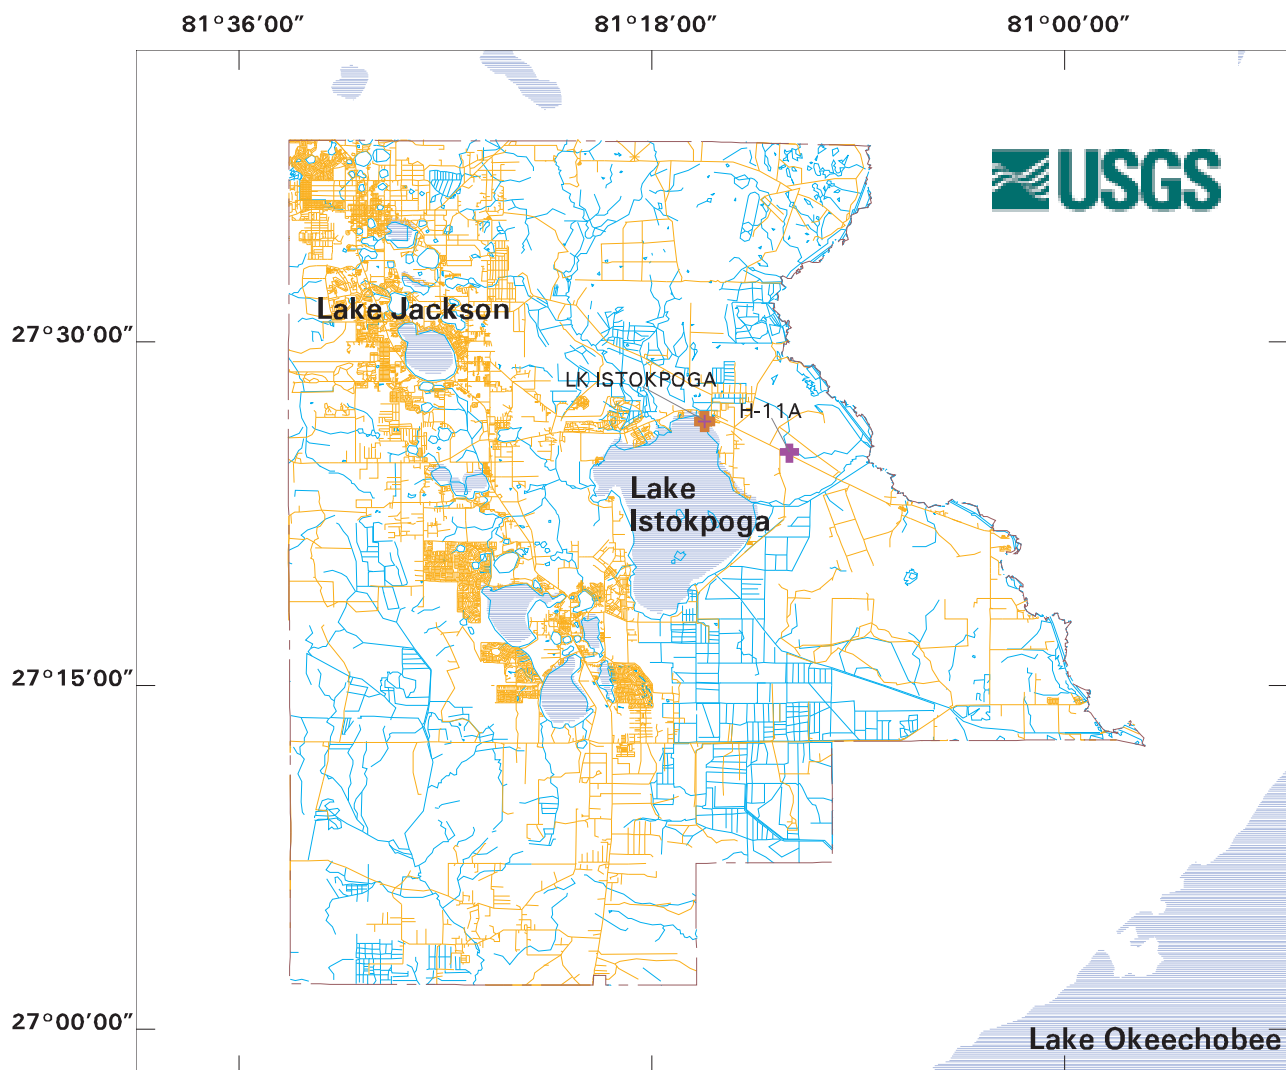 81°36'00"
81°18'00"
81°00'00"
USGS
Lake Jackson
27°30'00"
LK ISTOKPOGA
H-11A
Lake
Istokpoga
27°15'00"
27°00'00"
Lake Okeechobee